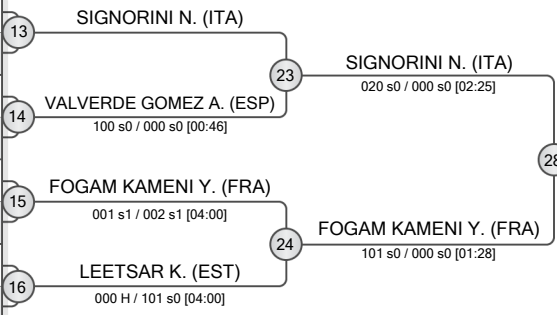 13
SIGNORINI N. (ITA)
23
SIGNORINI N. (ITA)
020 s0 / 000 s0 [02:25]
14
VALVERDE GOMEZ A. (ESP)
100 s0 / 000 s0 [00:46]
28
15
FOGAM KAMENI Y. (FRA)
001 s1 / 002 s1 [04:00]
24
FOGAM KAMENI Y. (FRA)
101 s0 / 000 s0 [01:28]
16
LEETSAR K. (EST)
000 H / 101 s0 [04:00]